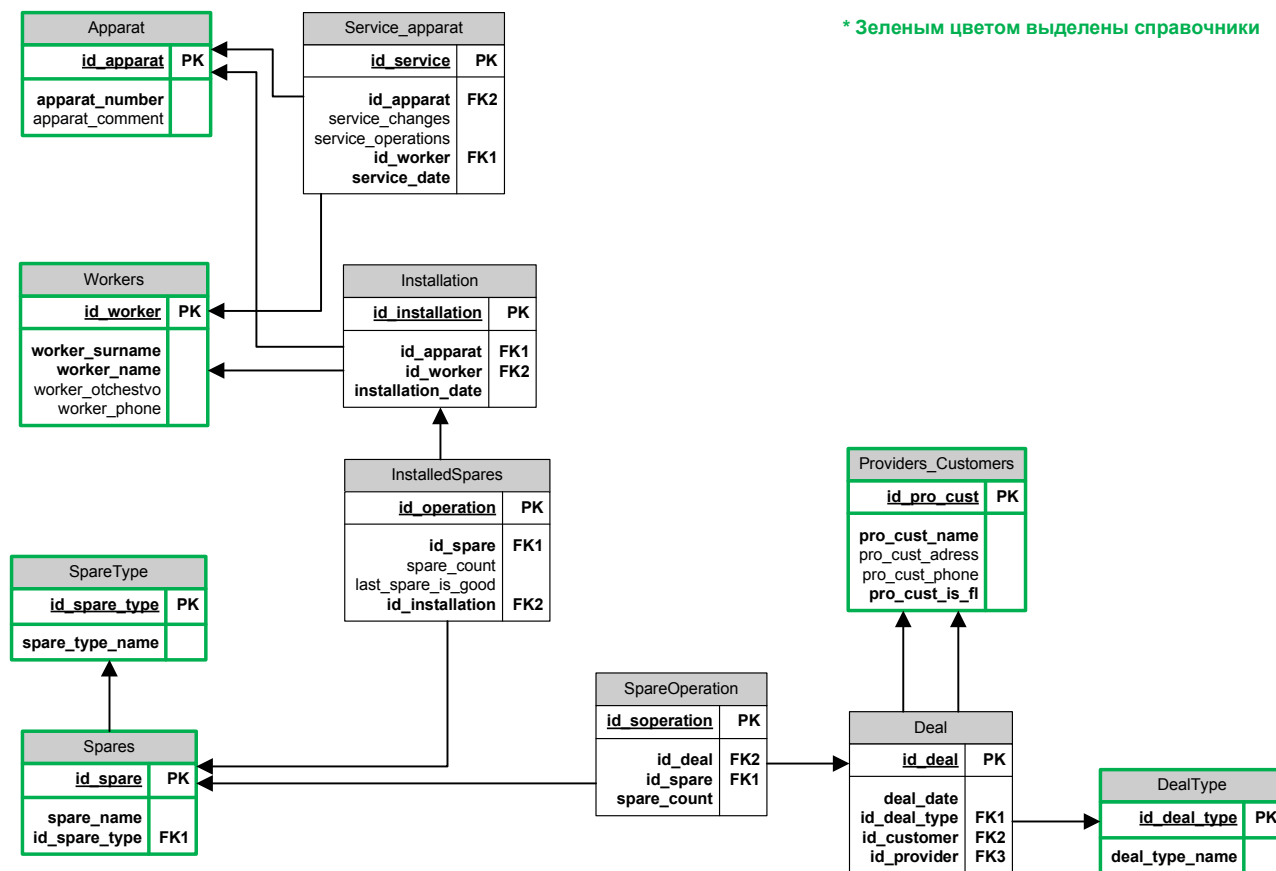 * Зеленым цветом выделены справочники
Apparat
id_apparat PK
apparat_number
apparat_comment
Service_apparat
id_service PK
id_apparat FK2
service_changes
service_operations
id_worker FK1
service_date
Workers
id_worker PK
worker_surname
worker_name
worker_otchestvo
worker_phone
Installation
id_installation PK
id_apparat FK1
id_worker FK2
installation_date
InstalledSpares
id_operation PK
id_spare FK1
spare_count
last_spare_is_good
id_installation FK2
Providers_Customers
id_pro_cust PK
pro_cust_name
pro_cust_adress
pro_cust_phone
pro_cust_is_fl
SpareType
id_spare_type PK
spare_type_name
SpareOperation
id_soperation PK
id_deal FK2
id_spare FK1
spare_count
Spares
id_spare PK
spare_name
id_spare_type FK1
Deal
id_deal PK
deal_date
id_deal_type FK1
id_customer FK2
id_provider FK3
DealType
id_deal_type PK
deal_type_name